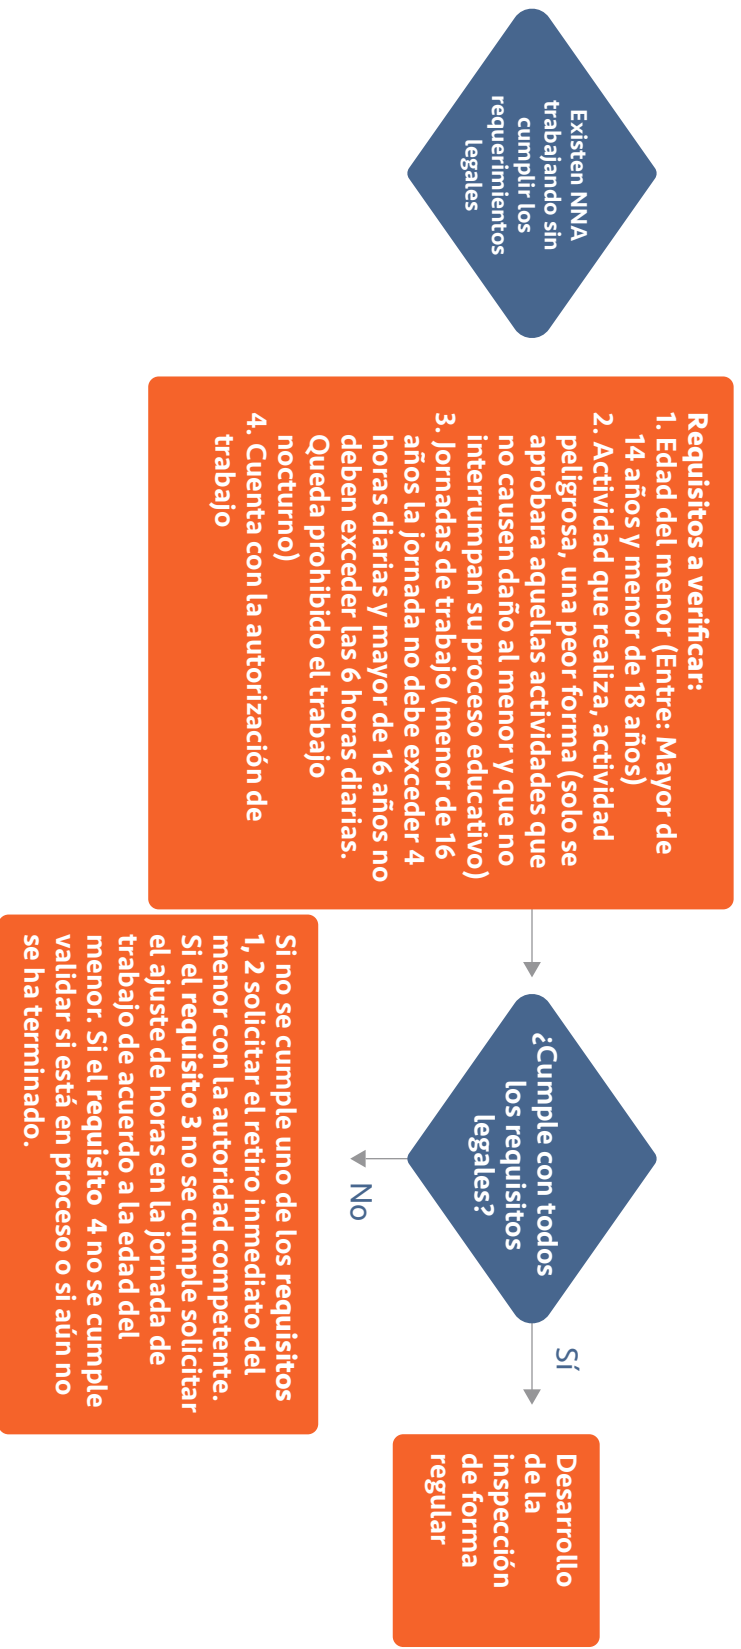 Existen NNA
trabajando sin
cumplir los
requerimientos
legales
Requisitos a verificar:
1. Edad del menor (Entre: Mayor de
14 años y menor de 18 años)
2. Actividad que realiza, actividad
peligrosa, una peor forma (solo se
aprobara aquellas actividades que
no causen daño al menor y que no
interrumpan su proceso educativo)
3. Jornadas de trabajo (menor de 16
años la jornada no debe exceder 4
horas diarias y mayor de 16 años no
deben exceder las 6 horas diarias.
Queda prohibido el trabajo
nocturno)
4. Cuenta con la autorización de
trabajo
¿Cumple con todos
los requisitos
legales?
No
Si no se cumple uno de los requisitos
1, 2 solicitar el retiro inmediato del
menor con la autoridad competente.
Si el requisito 3 no se cumple solicitar
el ajuste de horas en la jornada de
trabajo de acuerdo a la edad del
menor. Si el requisito 4 no se cumple
validar si está en proceso o si aún no
se ha terminado.
Sí
Desarrollo
de la
inspección
de forma
regular